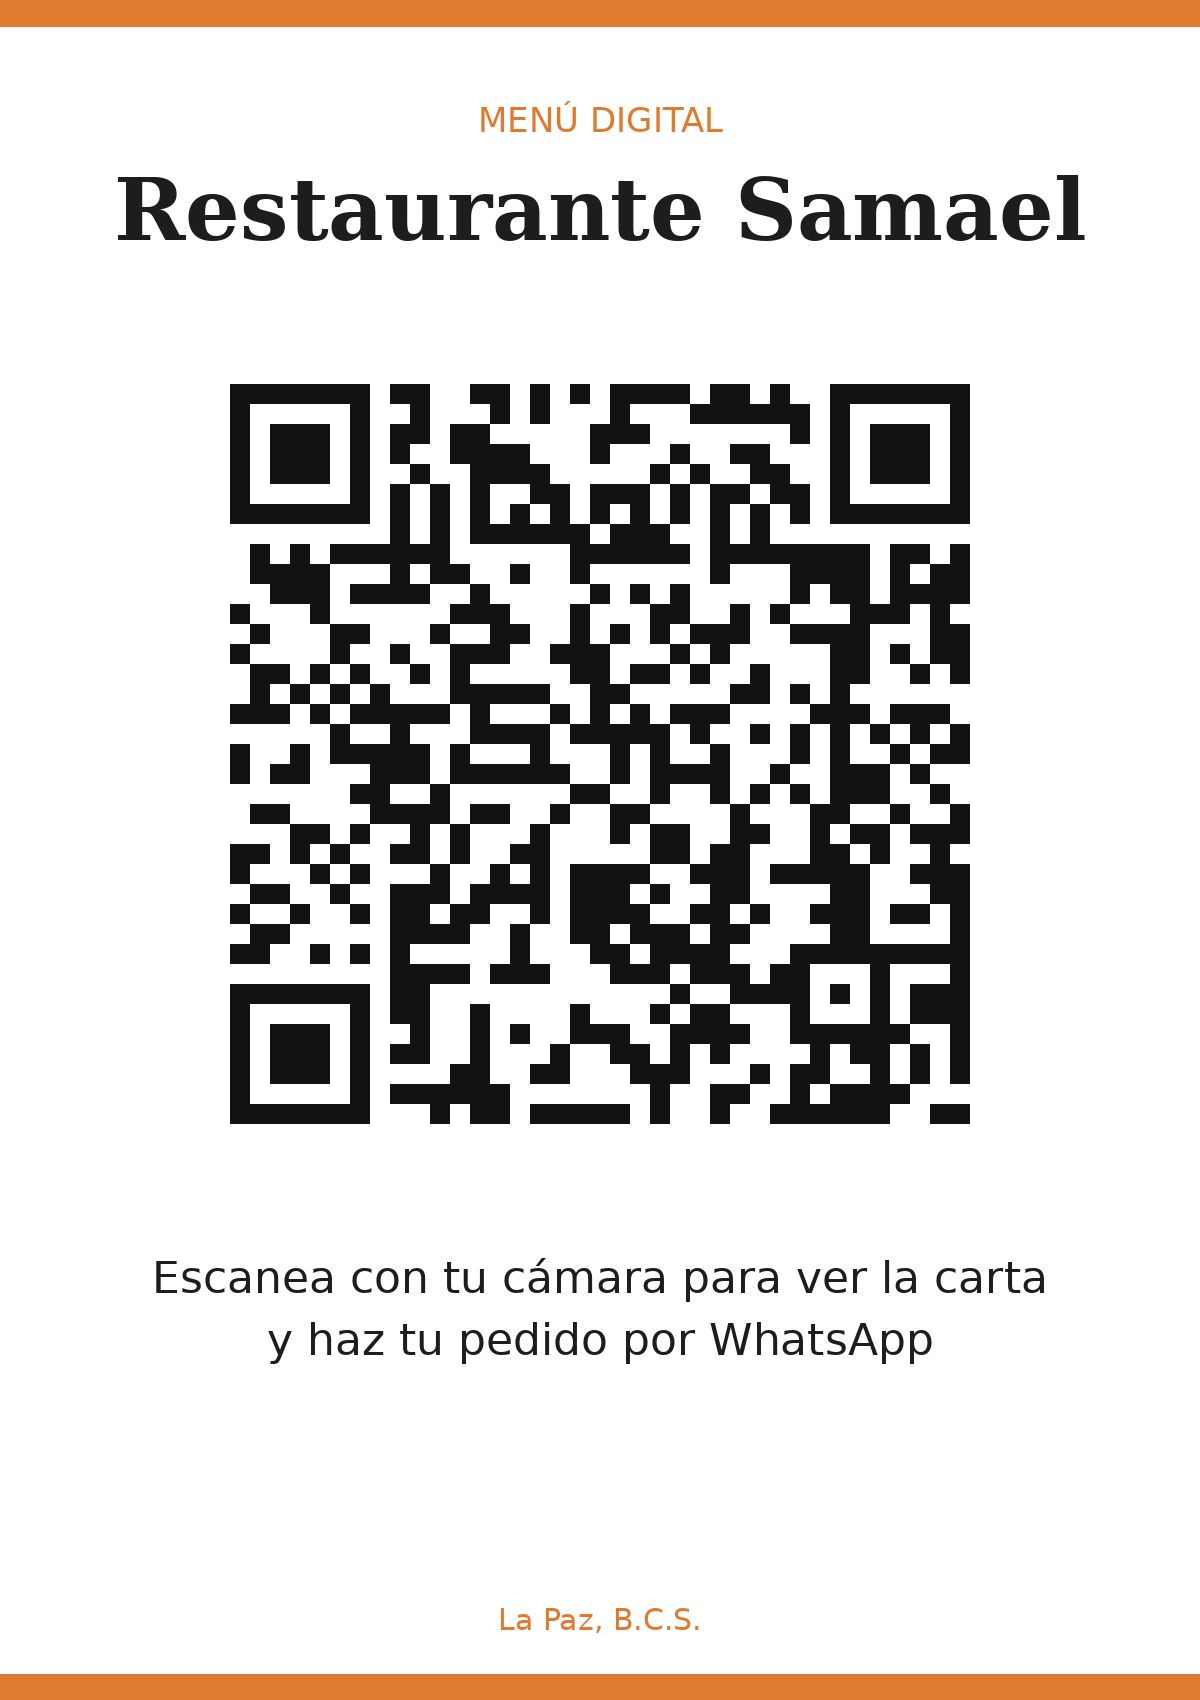 MENÚ DIGITAL
Restaurante Samael
Escanea con tu cámara para ver la carta
y haz tu pedido por WhatsApp
La Paz, B.C.S.